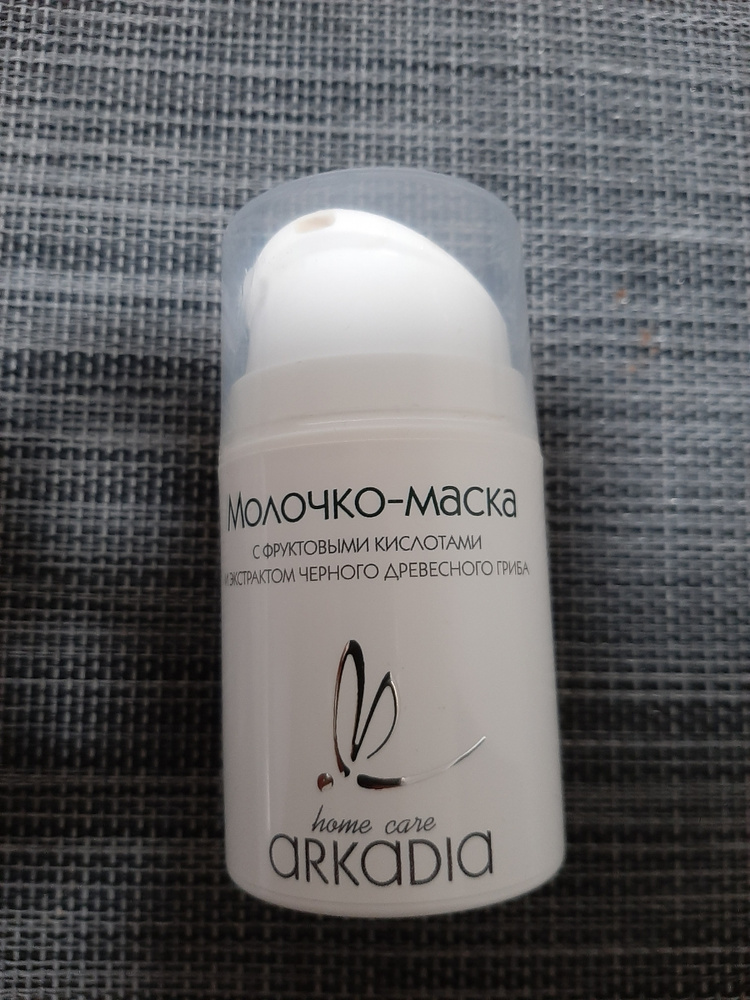 Молочко-маска
С ФРУКТОВЫМИ КИСЛОТАМИ
И ЭКСТРАКТОМ ЧЕРНОГО ДРЕВЕСНОГО ГРИБА
home care
ARKADIA